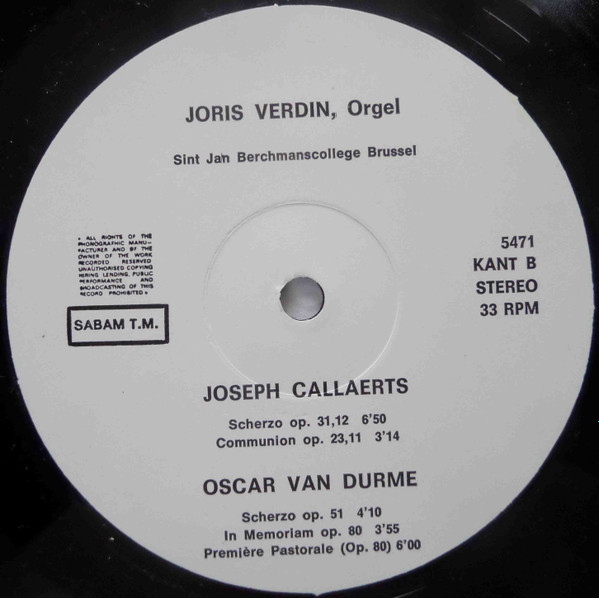 JORIS VERDIN, Orgel
Sint Jan Berchmanscollege Brussel
• ALL RIGHTS OF THE
PHONOGRAPHIC MANU–
FACTURER AND OF THE
OWNER OF THE WORK
RECORDED RESERVED
UNAUTHORISED COPYING
HIRING LENDING, PUBLIC
PERFORMANCE AND
BROADCASTING OF THIS
RECORD PROHIBITED •
SABAM T.M.
5471
KANT B
STEREO
33 RPM
JOSEPH CALLAERTS
Scherzo op. 31,12 6'50
Communion op. 23,11 3'14
OSCAR VAN DURME
Scherzo op. 51 4'10
In Memoriam op. 80 3'55
Première Pastorale (Op. 80) 6'00